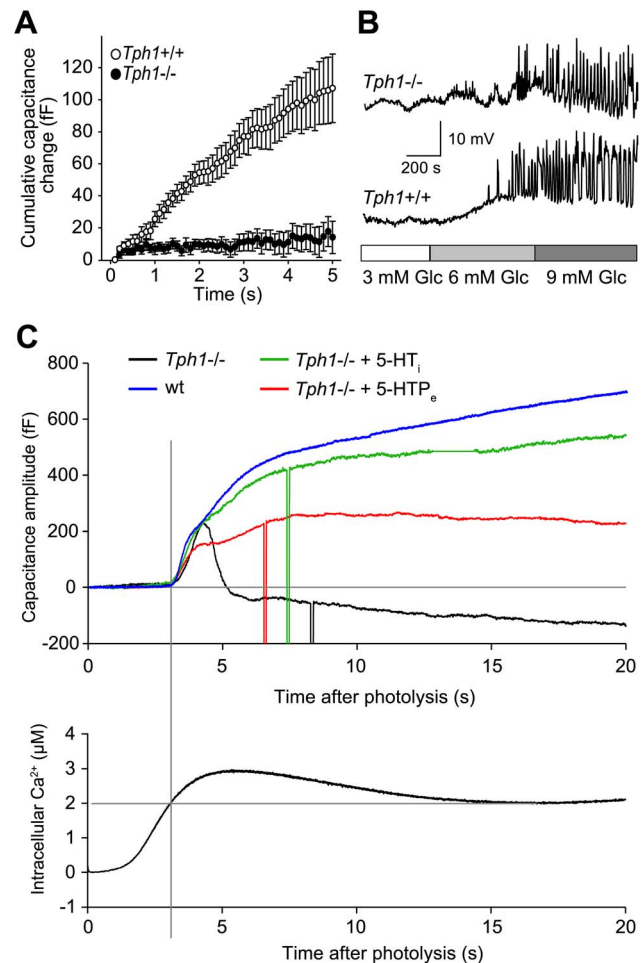 A
Tph1+/+
Tph1-/-
Cumulative capacitance
change (fF)
120
100
80
60
40
20
0
0 1 2 3 4 5
Time (s)
B
Tph1-/-
10 mV
200 s
Tph1+/+
3 mM Glc 6 mM Glc 9 mM Glc
C
Tph1-/-
wt
Tph1-/- + 5-HTi
Tph1-/- + 5-HTPe
Capacitance amplitude (fF)
800
600
400
200
0
-200
0 5 10 15 20
Time after photolysis (s)
Intracellular Ca²⁺ (µM)
4
3
2
1
0
-1
0 5 10 15 20
Time after photolysis (s)